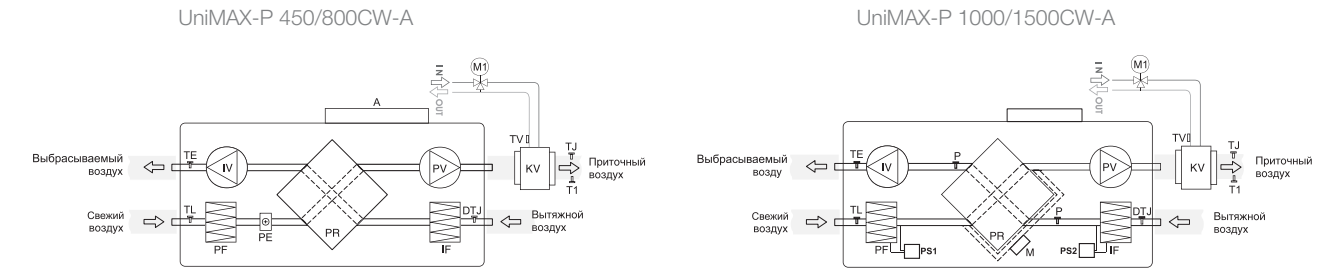 UniMAX-P 450/800CW-A
M1
IN
OUT
A
TV
TJ
Выбрасываемый
воздух
TE
IV
PV
KV
Приточный
воздух
T1
Свежий
воздух
TL
DTJ
Вытяжной
воздух
PF
PE
PR
IF
UniMAX-P 1000/1500CW-A
M1
IN
OUT
TV
TJ
Выбрасываемый
возду
TE
IV
P
PV
KV
Приточный
воздух
T1
Свежий
воздух
TL
P
DTJ
Вытяжной
воздух
PF
PS1
PR
M
PS2
IF